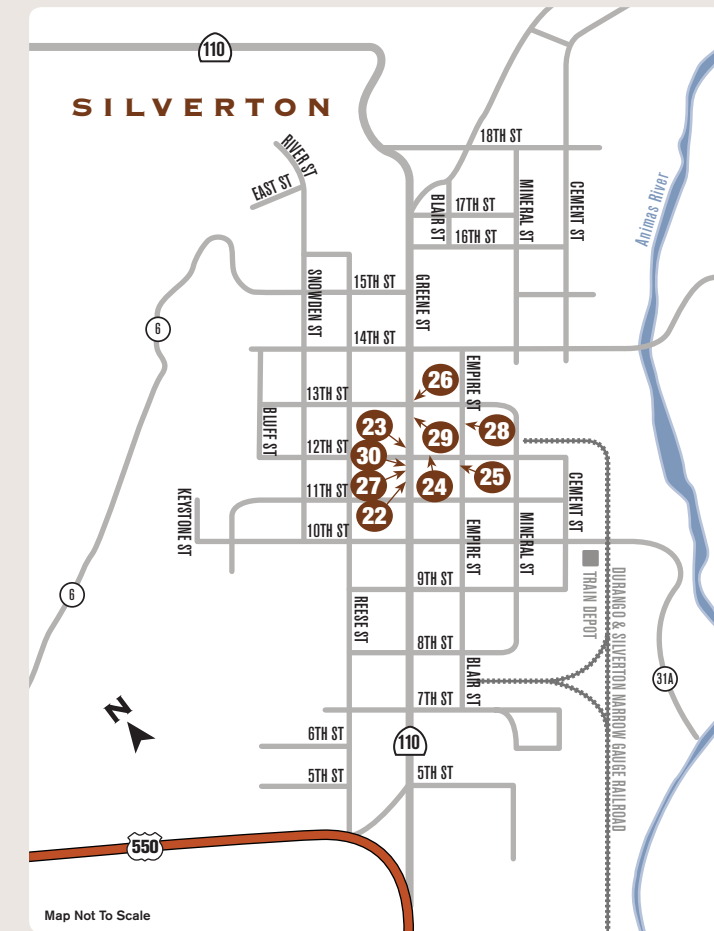 110
SILVERTON
18TH ST
RIVER ST
EAST ST
BLAIR ST
17TH ST
16TH ST
MINERAL ST
CEMENT ST
Animas River
SNOWDEN ST
15TH ST
GREENE ST
6
14TH ST
EMPIRE ST
26
13TH ST
BLUFF ST
23
29
28
12TH ST
30
27
24
25
22
11TH ST
KEYSTONE ST
10TH ST
CEMENT ST
EMPIRE ST
MINERAL ST
9TH ST
TRAIN DEPOT
DURANGO & SILVERTON NARROW GAUGE RAILROAD
6
REESE ST
8TH ST
BLAIR ST
31A
7TH ST
N
6TH ST
110
5TH ST
5TH ST
550
Map Not To Scale